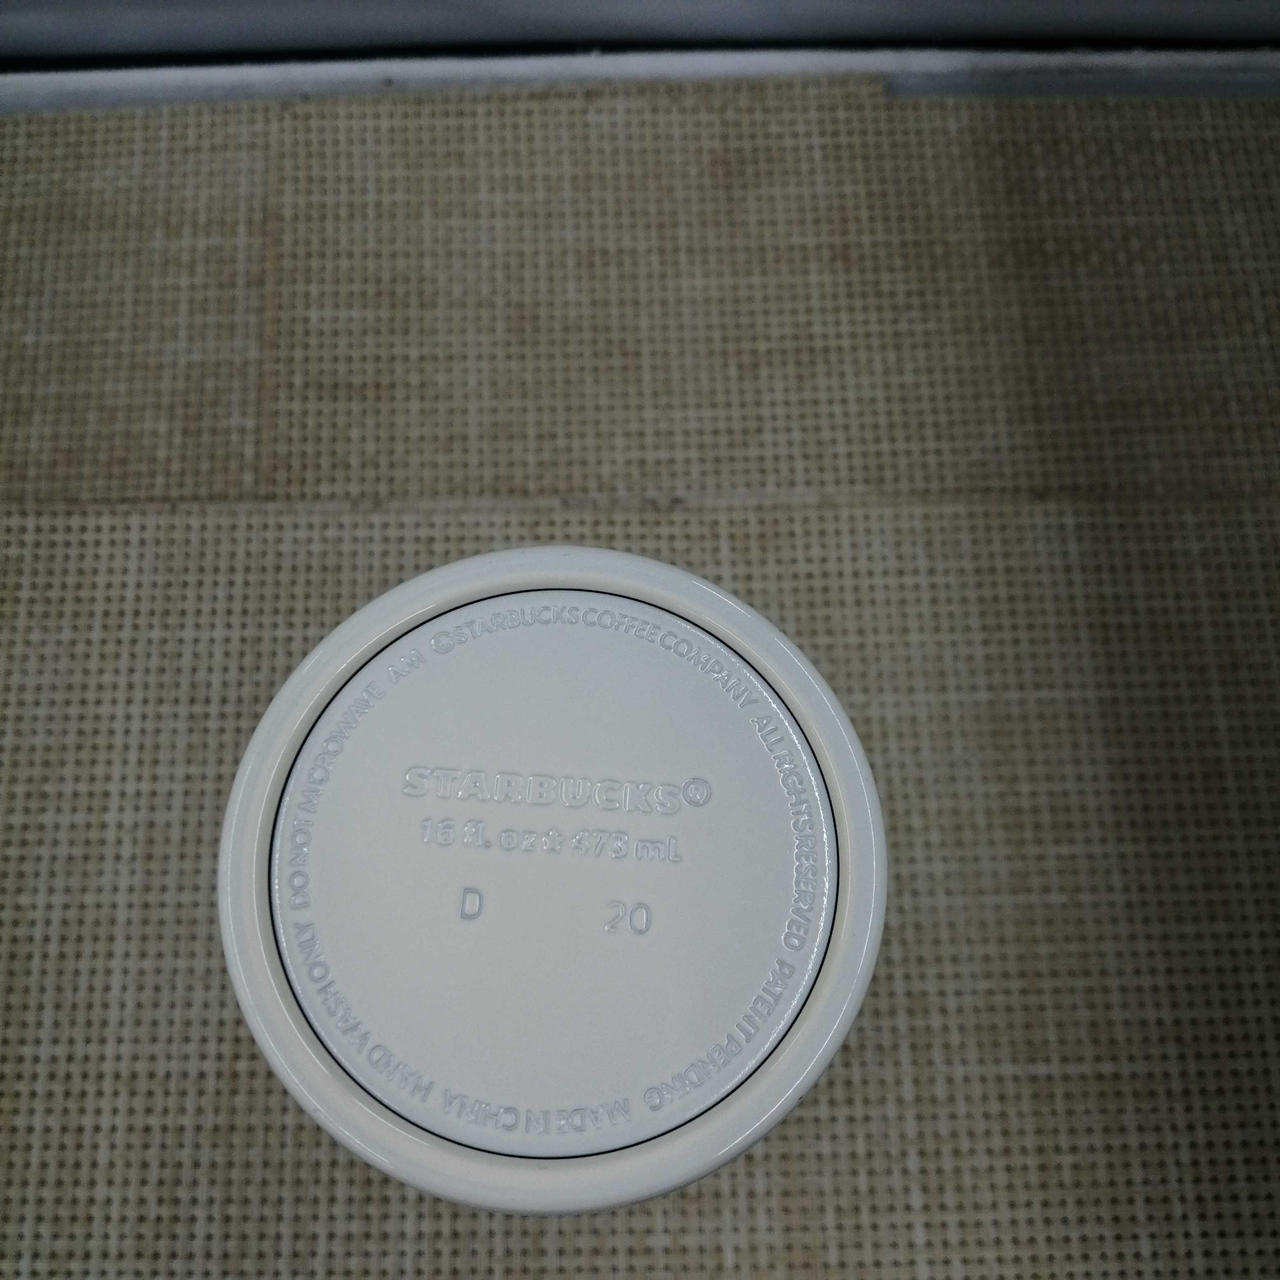 ©STARBUCKS COFFEE COMPANY ALL RIGHTS RESERVED PATENT PENDING MADE IN CHINA HAND WASH ONLY DO NOT MICROWAVE AM
STARBUCKS®
16 fl. oz☆473 mL
D 20